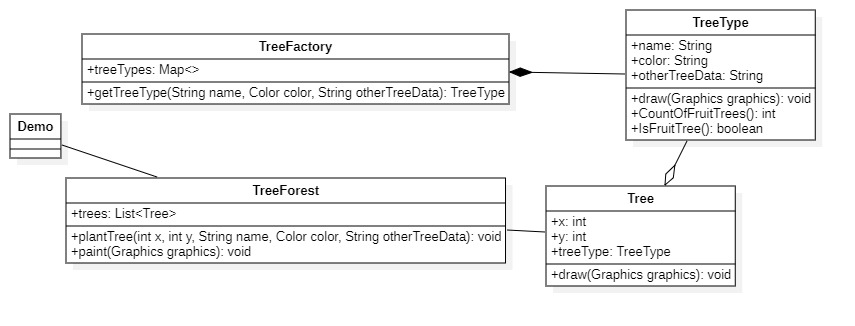 TreeFactory
+treeTypes: Map<>
+getTreeType(String name, Color color, String otherTreeData): TreeType
TreeType
+name: String
+color: String
+otherTreeData: String
+draw(Graphics graphics): void
+CountOfFruitTrees(): int
+IsFruitTree(): boolean
Demo
TreeForest
+trees: List<Tree>
+plantTree(int x, int y, String name, Color color, String otherTreeData): void
+paint(Graphics graphics): void
Tree
+x: int
+y: int
+treeType: TreeType
+draw(Graphics graphics): void